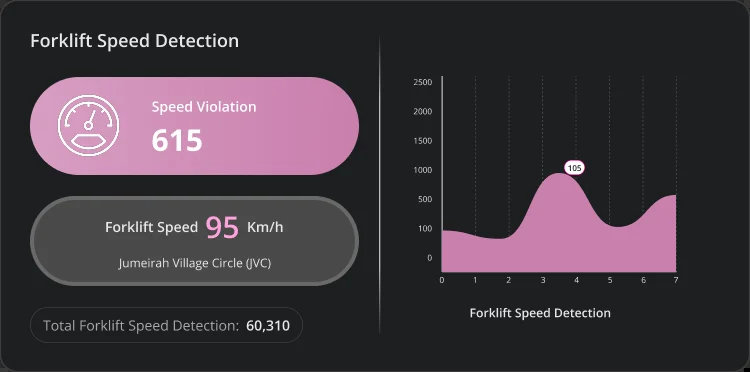 Forklift Speed Detection
Speed Violation
615
Forklift Speed 95 Km/h
Jumeirah Village Circle (JVC)
Total Forklift Speed Detection: 60,310
2500
2000
1500
1000
500
100
0
105
0 1 2 3 4 5 6 7
Forklift Speed Detection